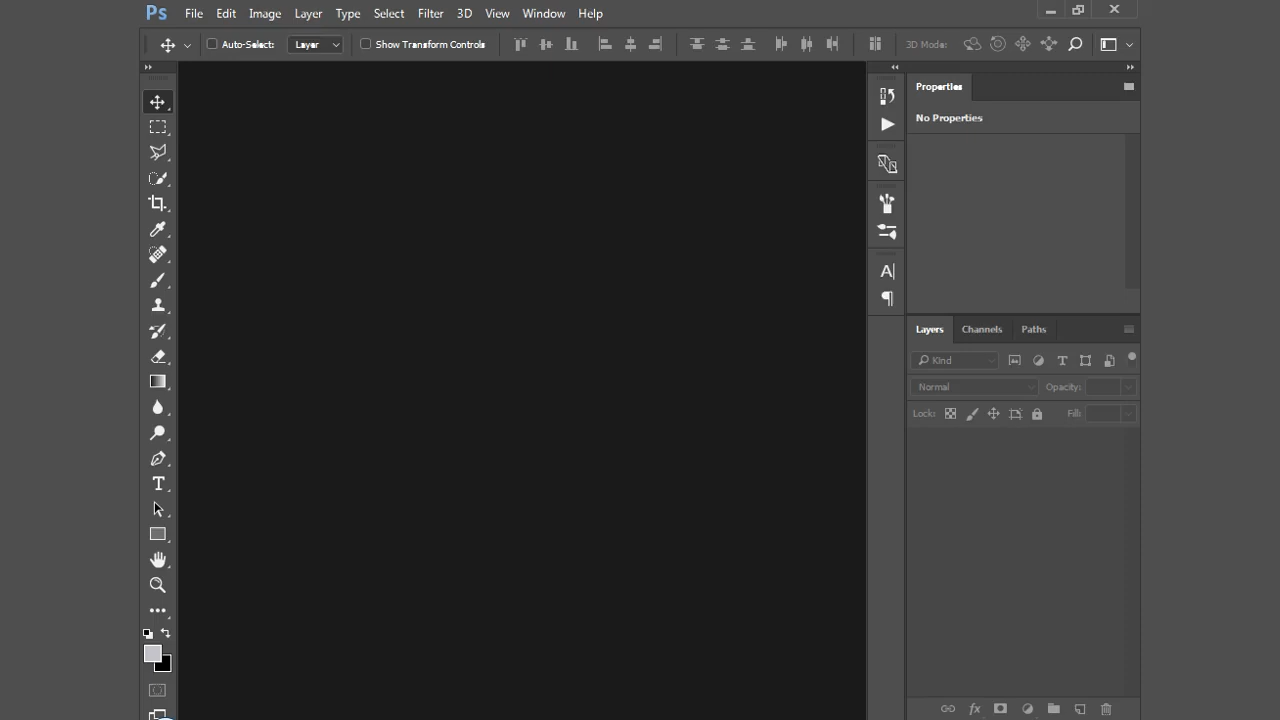 Ps File Edit Image Layer Type Select Filter 3D View Window Help
Auto-Select: Layer Show Transform Controls 3D Mode:
Properties
No Properties
Layers Channels Paths
Kind
Normal Opacity:
Lock: Fill: